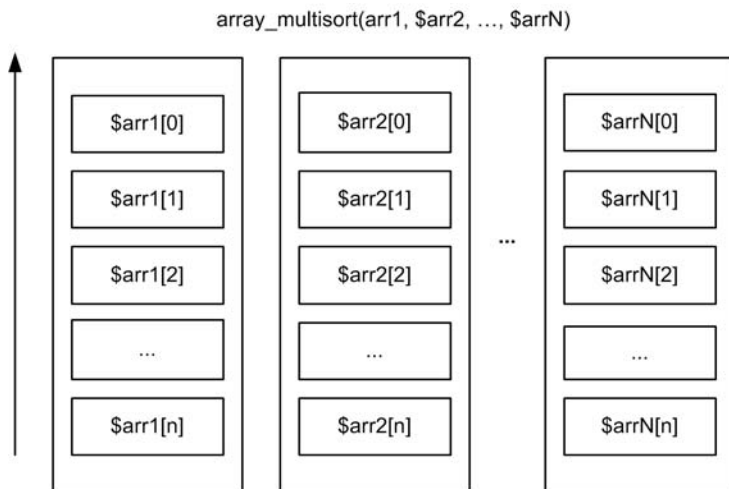 array_multisort(arr1, $arr2, ..., $arrN)
$arr1[0] $arr2[0] $arrN[0]
$arr1[1] $arr2[1] $arrN[1]
...
$arr1[2] $arr2[2] $arrN[2]
... ... ...
$arr1[n] $arr2[n] $arrN[n]